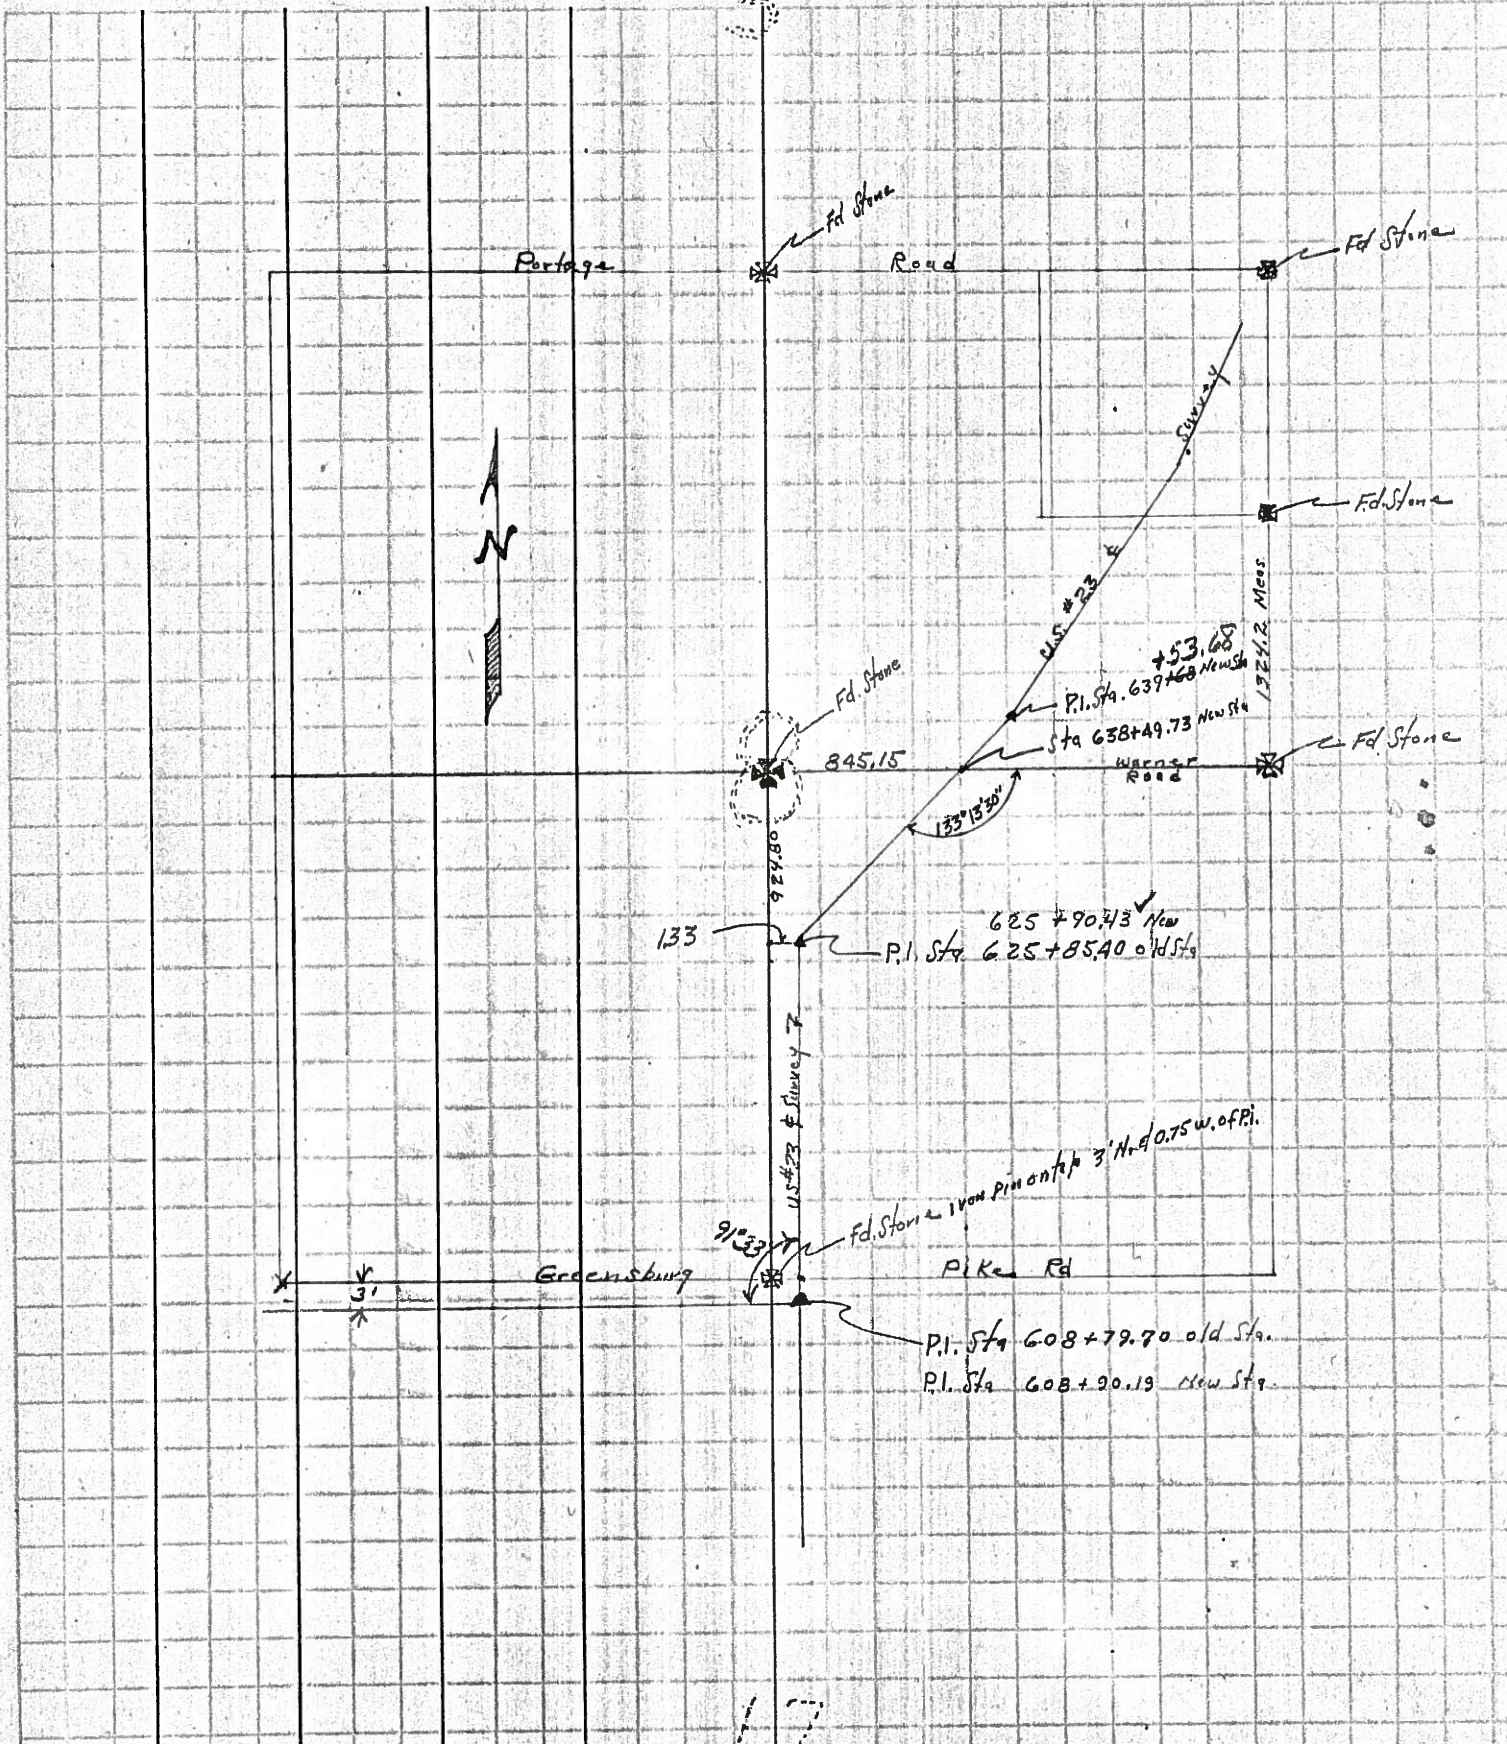 Fd Stone
Fd Stone
Portage Road
Survey
N
Fd. Stone
U.S. #23 ℄
1324.2 Meas
+53.68
P.I. Sta. 639+68 New Sta
Fd. Stone
Sta 638+49.73 New Sta
Fd. Stone
845.15
Warner
Road
133°13'30"
924.80
625 +90.43 ✓ New
133
P.I. Sta 625 +85.40 old Sta
US #23 ℄ Survey
Fd. Stone Iron Pin on top 3' N. & 0.75 W. of P.I.
91°33'
Greensburg Pike Rd
3'
P.I. Sta 608+79.70 old Sta.
P.I. Sta 608+90.19 New Sta.